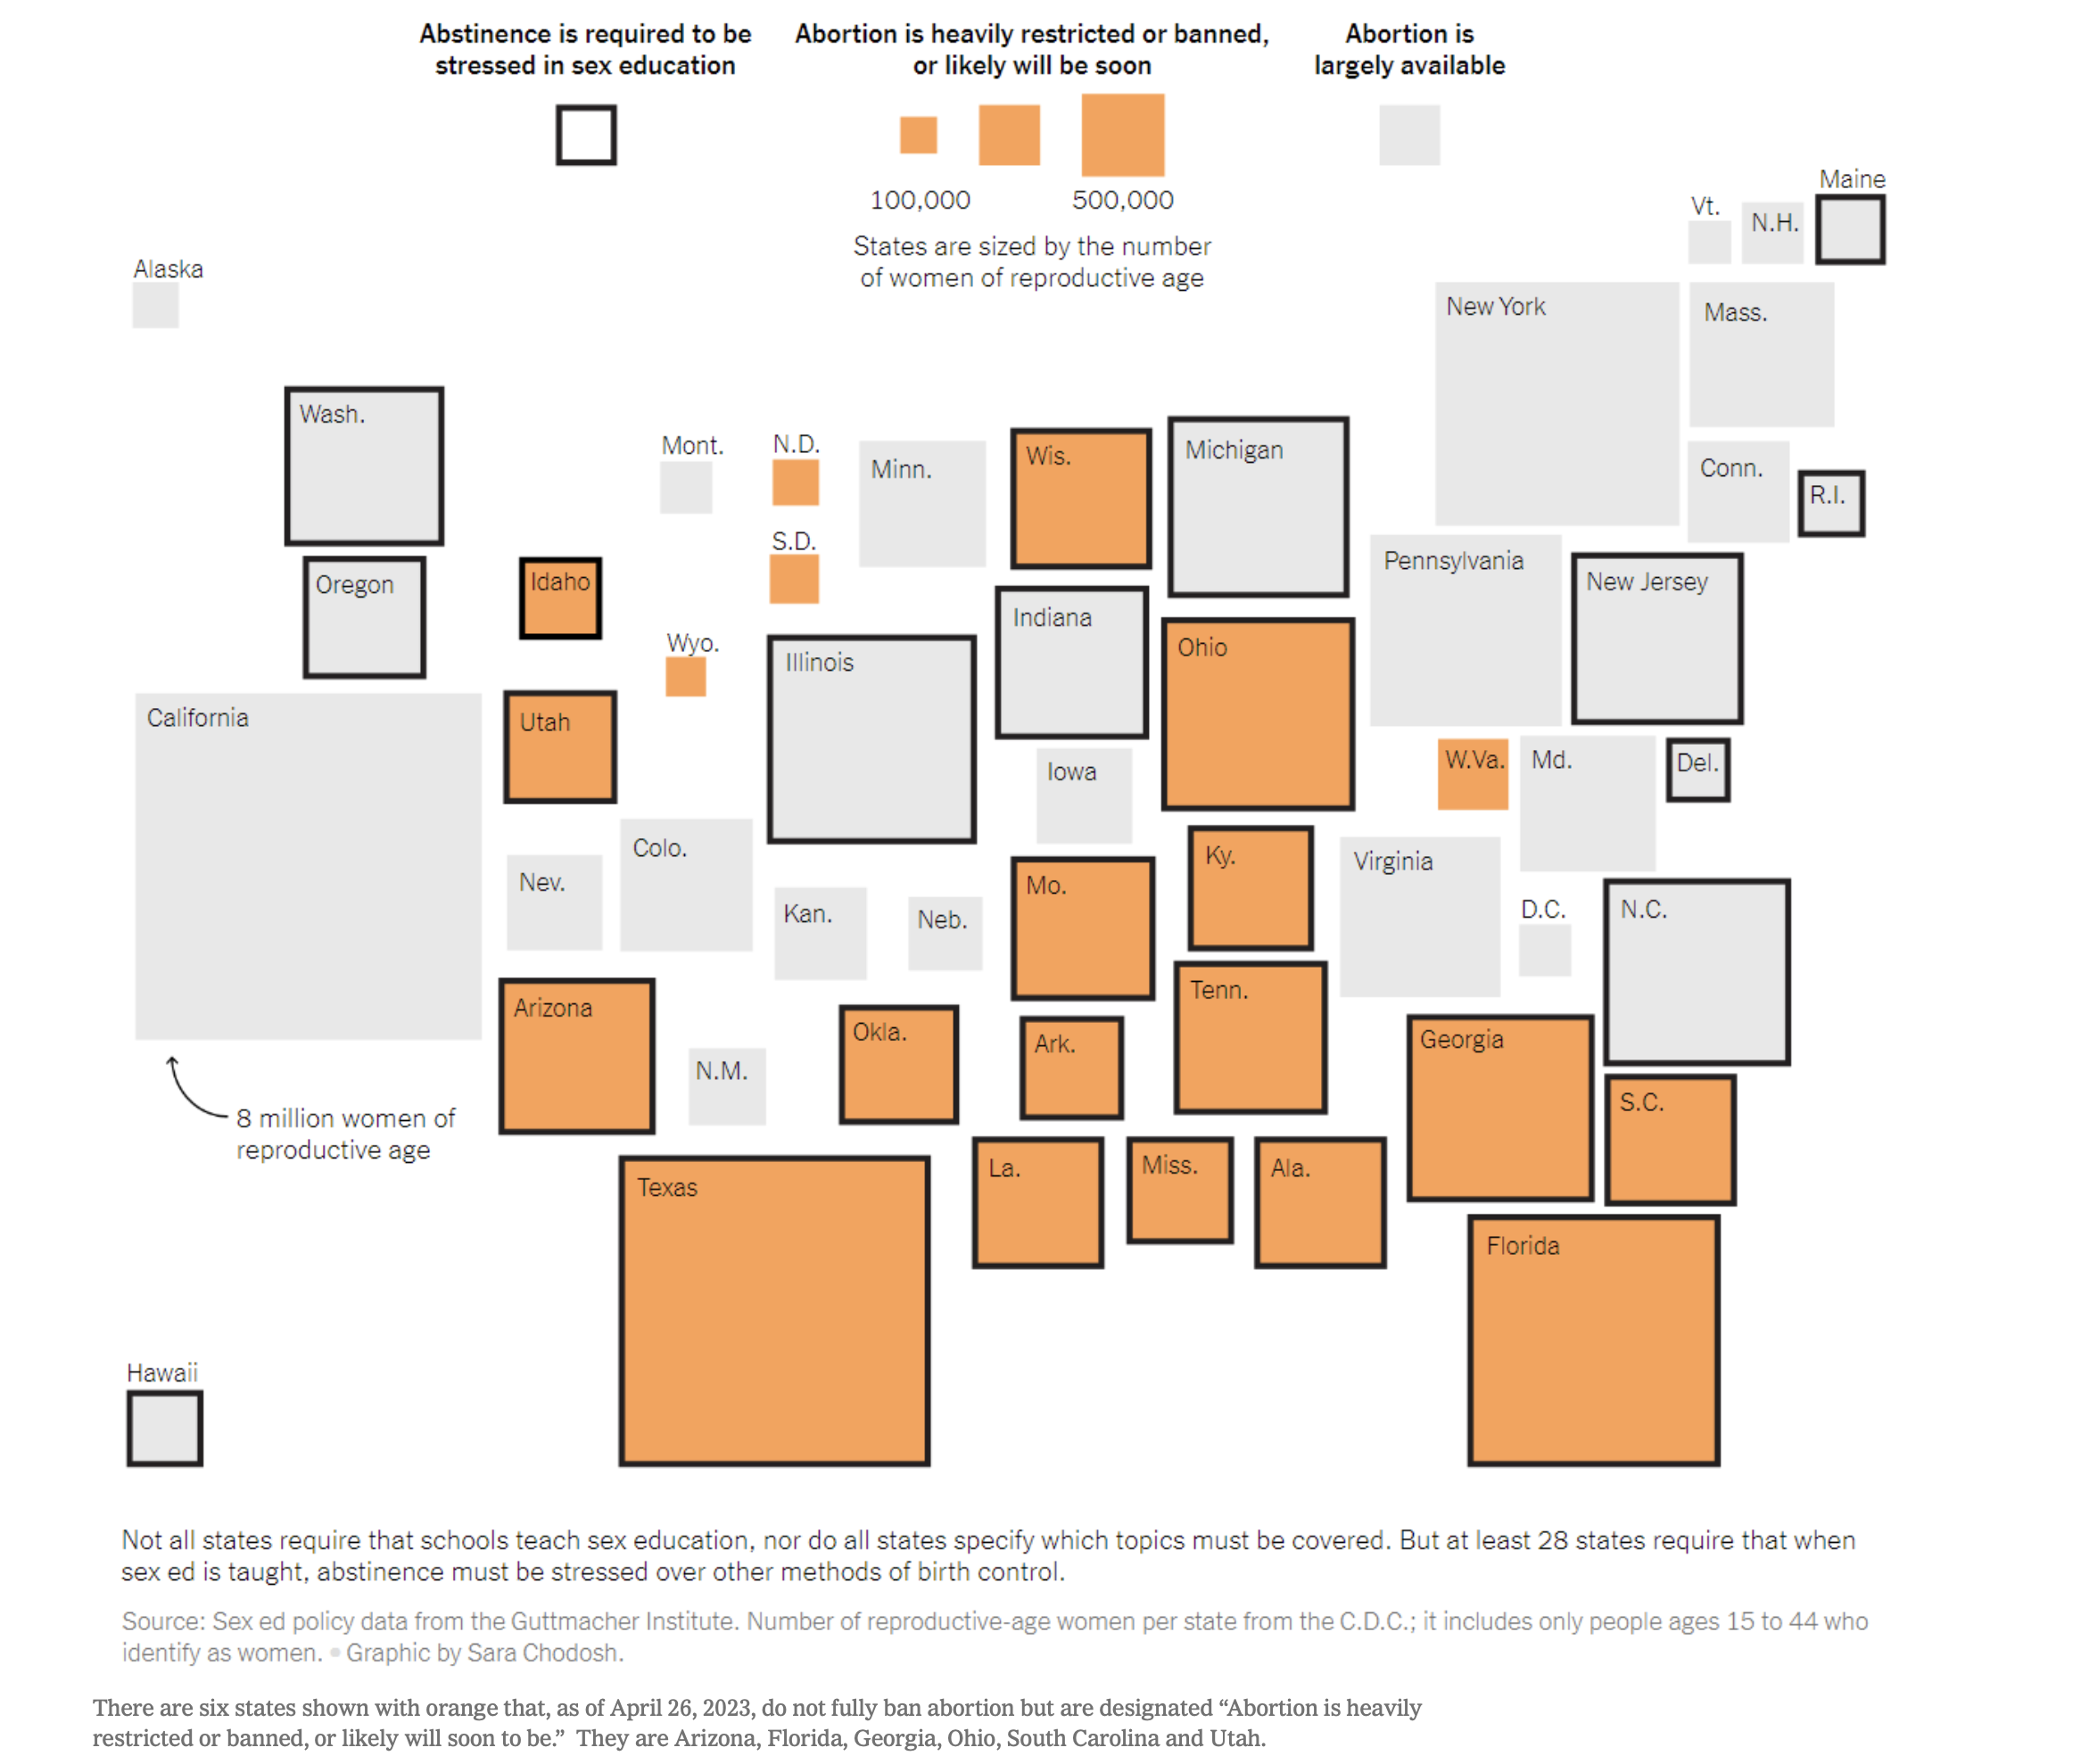 Abstinence is required to be
stressed in sex education
Abortion is heavily restricted or banned,
or likely will be soon
Abortion is
largely available
100,000
500,000
States are sized by the number
of women of reproductive age
Maine
Vt.
N.H.
Alaska
New York
Mass.
Wash.
Mont.
N.D.
Minn.
Wis.
Michigan
Conn.
R.I.
S.D.
Pennsylvania
New Jersey
Oregon
Idaho
Indiana
Wyo.
Illinois
Ohio
California
Utah
Iowa
W.Va.
Md.
Del.
Colo.
Nev.
Kan.
Neb.
Mo.
Ky.
Virginia
D.C.
N.C.
Arizona
N.M.
Okla.
Ark.
Tenn.
Georgia
S.C.
8 million women of
reproductive age
Texas
La.
Miss.
Ala.
Florida
Hawaii
Not all states require that schools teach sex education, nor do all states specify which topics must be covered. But at least 28 states require that when
sex ed is taught, abstinence must be stressed over other methods of birth control.
Source: Sex ed policy data from the Guttmacher Institute. Number of reproductive-age women per state from the C.D.C.; it includes only people ages 15 to 44 who
identify as women. • Graphic by Sara Chodosh.
There are six states shown with orange that, as of April 26, 2023, do not fully ban abortion but are designated “Abortion is heavily
restricted or banned, or likely will soon to be.” They are Arizona, Florida, Georgia, Ohio, South Carolina and Utah.